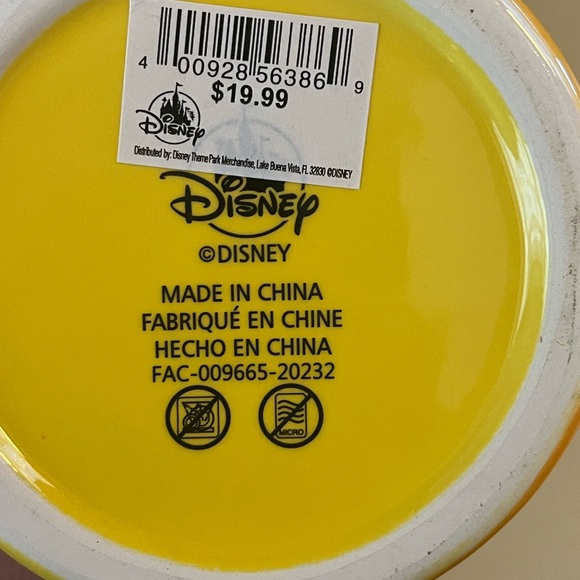 4 00928 56386 9
$19.99
Disney
Distributed by: Disney Theme Park Merchandise, Lake Buena Vista, FL 32830 ©DISNEY
Disney
©DISNEY
MADE IN CHINA
FABRIQUÉ EN CHINE
HECHO EN CHINA
FAC-009665-20232
MICRO